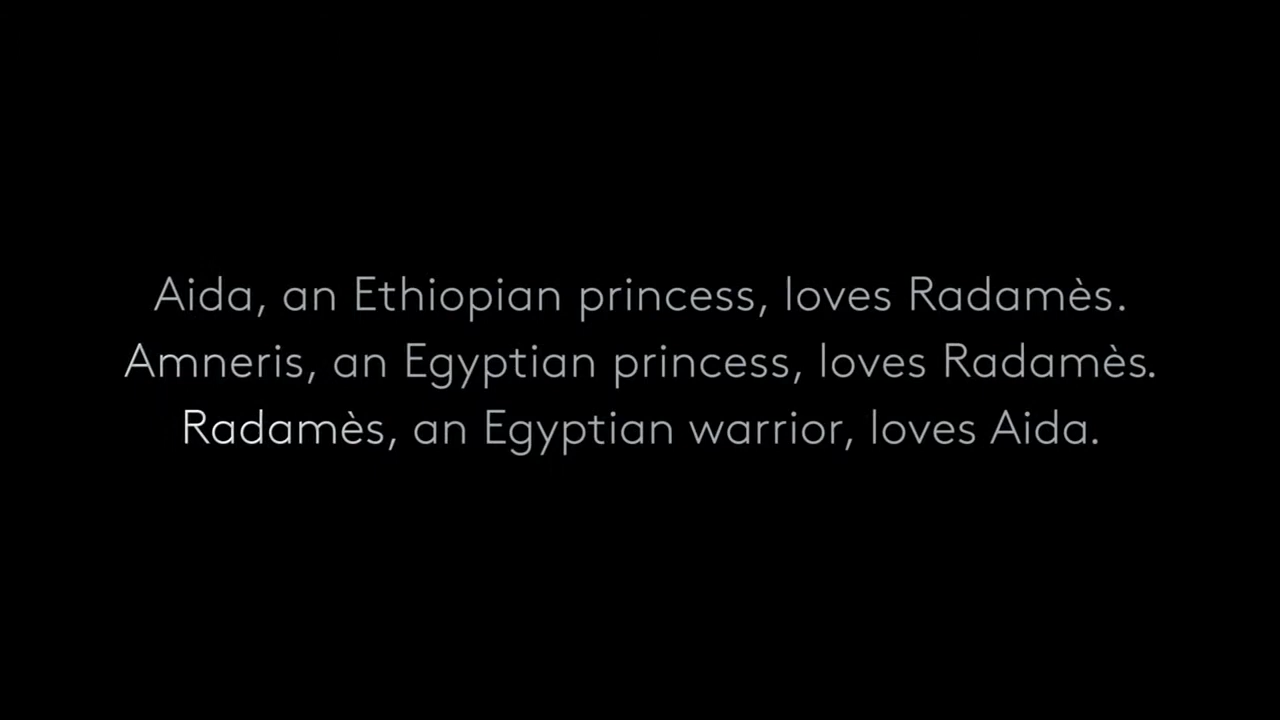 Aida, an Ethiopian princess, loves Radamès.
Amneris, an Egyptian princess, loves Radamès.
Radamès, an Egyptian warrior, loves Aida.